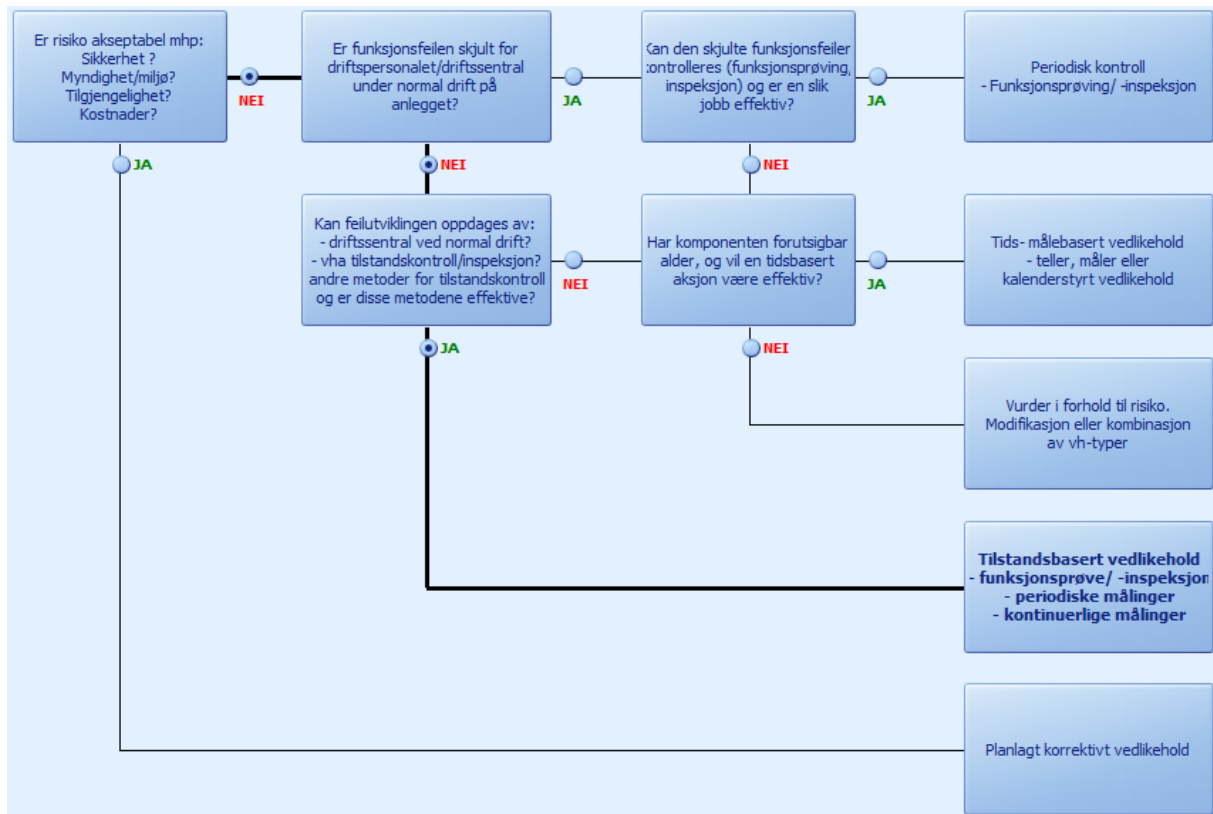 Er risiko akseptabel mhp:
Sikkerhet ?
Myndighet/miljø?
Tilgjengelighet?
Kostnader?
NEI
JA
Er funksjonsfeilen skjult for
driftspersonalet/driftssentral
under normal drift på
anlegget?
JA
NEI
Kan den skjulte funksjonsfeiler
kontrolleres (funksjonsprøving,
inspeksjon) og er en slik
jobb effektiv?
JA
NEI
Periodisk kontroll
- Funksjonsprøving/ -inspeksjon
Kan feilutviklingen oppdages av:
- driftssentral ved normal drift?
- vha tilstandskontroll/inspeksjon?
andre metoder for tilstandskontroll
og er disse metodene effektive?
NEI
JA
Har komponenten forutsigbar
alder, og vil en tidsbasert
aksjon være effektiv?
JA
NEI
Tids- målebasert vedlikehold
- teller, måler eller
kalenderstyrt vedlikehold
Vurder i forhold til risiko.
Modifikasjon eller kombinasjon
av vh-typer
Tilstandsbasert vedlikehold
- funksjonsprøve/ -inspeksjon
- periodiske målinger
- kontinuerlige målinger
Planlagt korrektivt vedlikehold